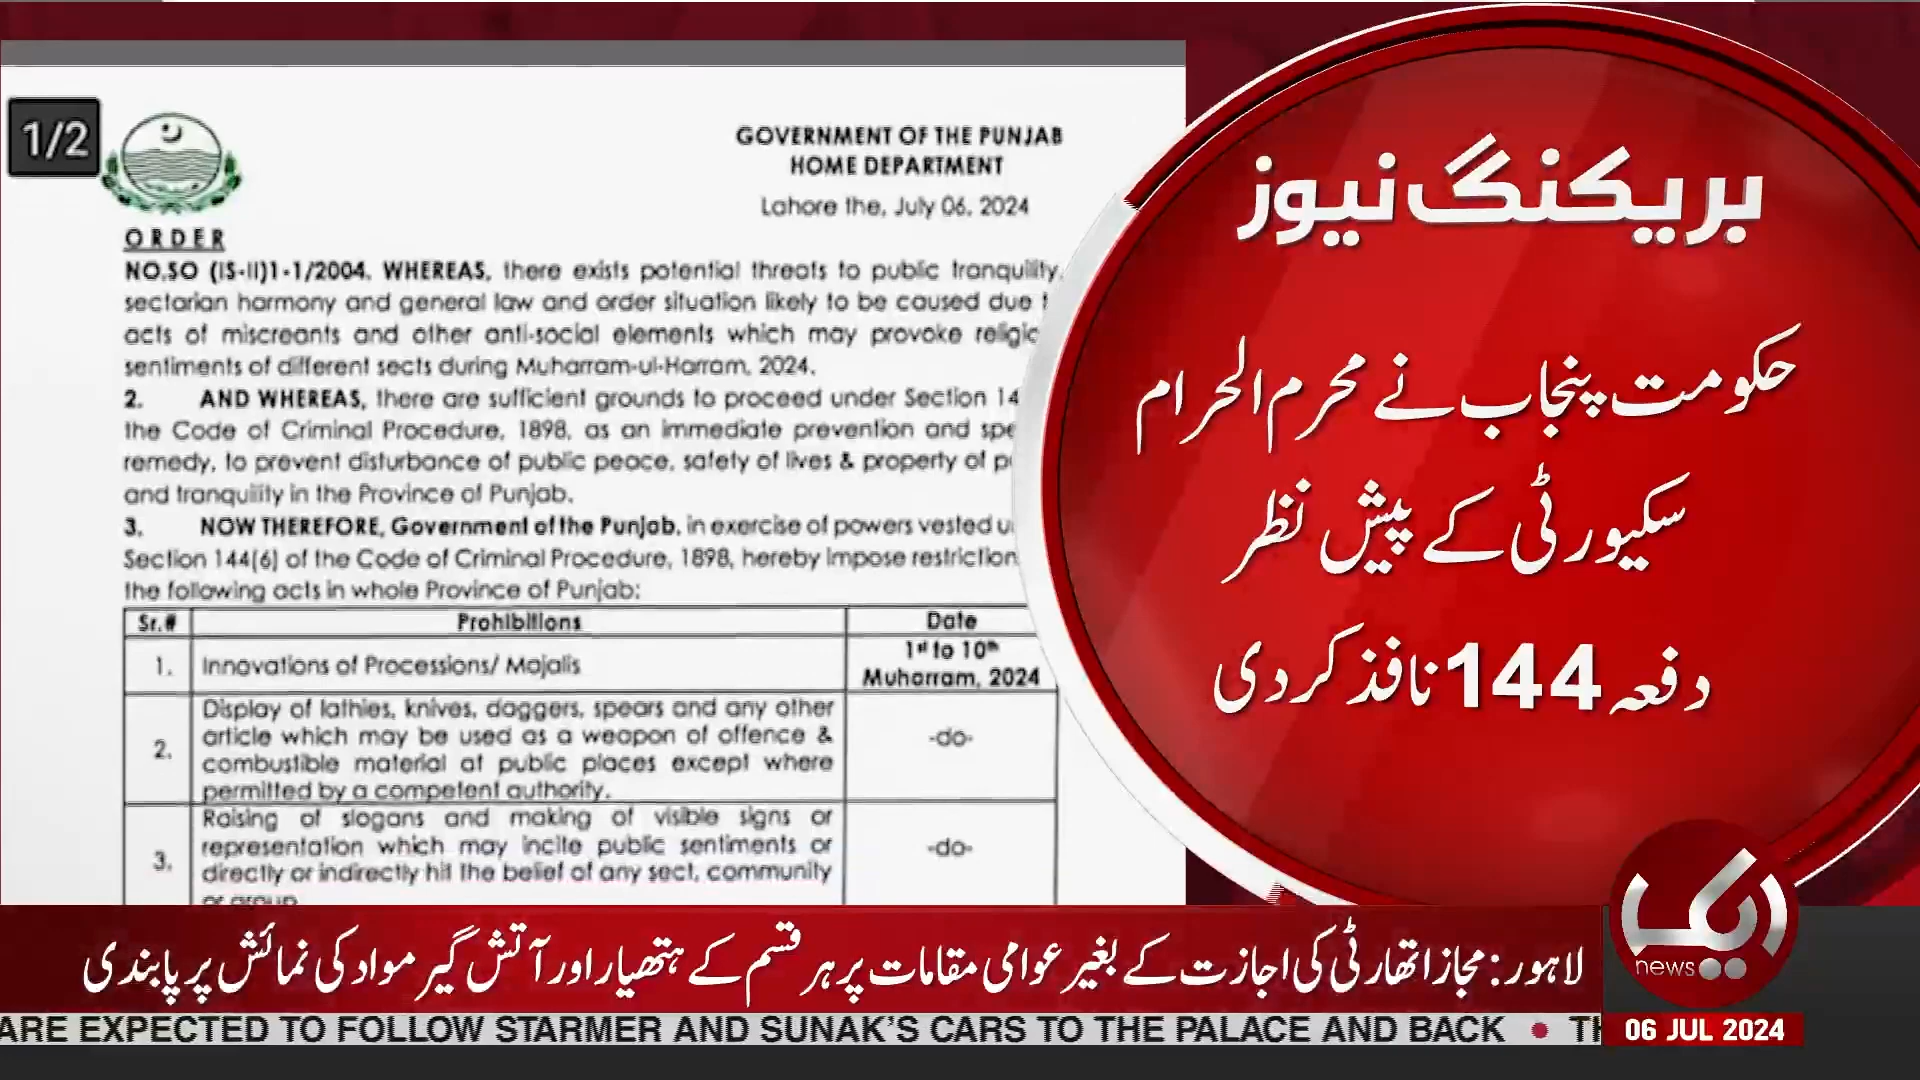 1/2
GOVERNMENT OF THE PUNJAB
HOME DEPARTMENT
Lahore the, July 06, 2024
ORDER
NO.SO (IS-II)1-1/2004. WHEREAS, there exists potential threats to public tranquility,
sectarian harmony and general law and order situation likely to be caused due
acts of miscreants and other anti-social elements which may provoke
sentiments of different sects during Muharram-ul-Harram, 2024.
2. AND WHEREAS, there are sufficient grounds to proceed under Section
the Code of Criminal Procedure, 1898, as an immediate prevention and
remedy, to prevent disturbance of public peace, safety of lives & property of
and tranquility in the Province of Punjab.
3. NOW THEREFORE, Government of the Punjab, in exercise of powers vested
Section 144(6) of the Code of Criminal Procedure, 1898, hereby impose restriction
the following acts in whole Province of Punjab:
Sr.# Prohibitions Date
1. Innovations of Processions/ Majalis 1st to 10th Muharram, 2024
2. Display of lathies, knives, daggers, spears and any other
article which may be used as a weapon of offence &
combustible material at public places except where
permitted by a competent authority.
-do-
3. Raising of slogans and making of visible signs or
representation which may incite public sentiments or
directly or indirectly hit the belief of any sect, community
or group
-do-
بریکنگ نیوز
حکومت پنجاب نے محرم الحرام
سکیورٹی کے پیش نظر
دفعہ 144 نافذ کر دی
لاہور: مجاز اتھارٹی کی اجازت کے بغیر عوامی مقامات پر ہر قسم کے ہتھیار اور آتش گیر مواد کی نمائش پر پابندی
ایک
news
ARE EXPECTED TO FOLLOW STARMER AND SUNAK'S CARS TO THE PALACE AND BACK ●
06 JUL 2024